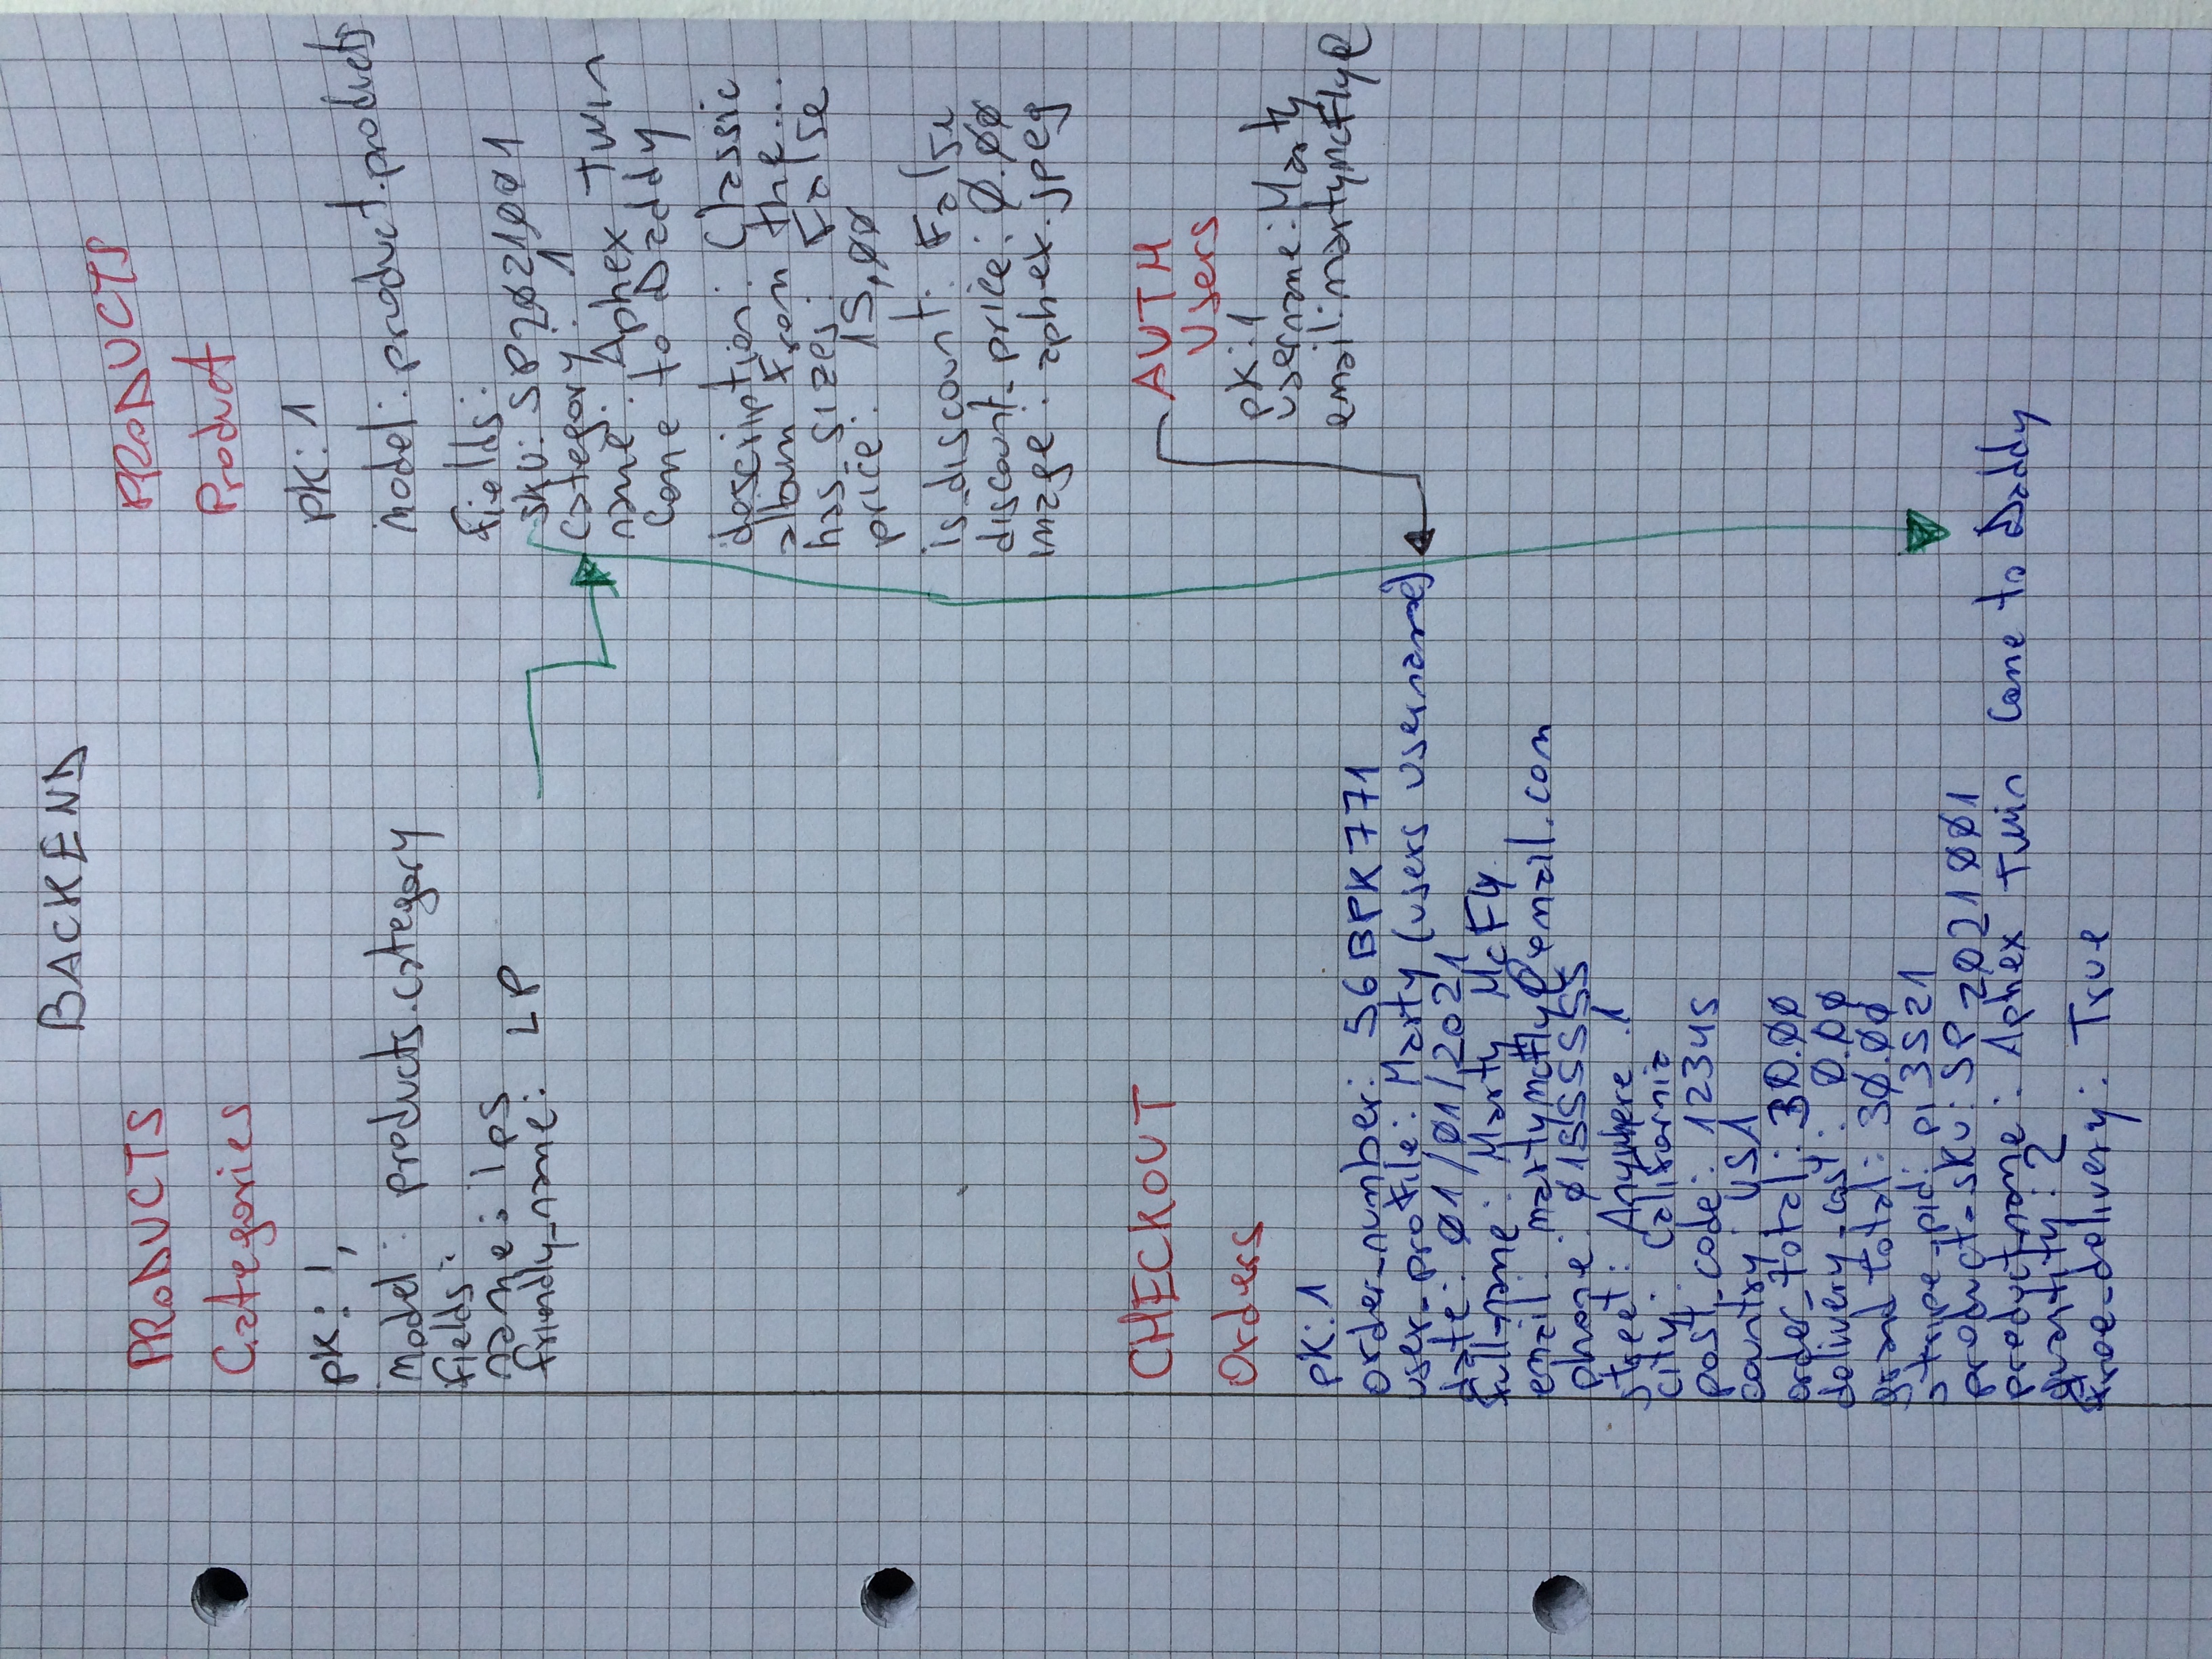 BACKEND
PRODUCTS
Categories
pk: 1,
model: products.category
fields:
name: lps
friendly_name: LP
PRODUCTS
Product
pk: 1
model: product.products
fields:
sku: SP2021001
category: 1
name: Aphex Twin
Come to Daddy
description: Classic
album from the...
has_sizes: False
price: 15,00
is_discount: False
discount_price: 0.00
image: aphex.jpeg
CHECKOUT
Orders
pk: 1
order_number: 56BPK771
user_profile: Marty (users username)
date: 01/01/2021
full-name: Marty McFly
email: martymcfly@email.com
phone: 01555555
street: Anywhere 1
city: California
post_code: 12345
country: USA
order_total: 30.00
delivery_cost: 0.00
grand total: 30.00
stripe_pid: pi3521
product_sku: SP2021001
productname: Aphex Twin Come to Daddy
quantity: 2
free_delivery: True
AUTH
Users
pk: 1
username: Marty
email: martymcfly@